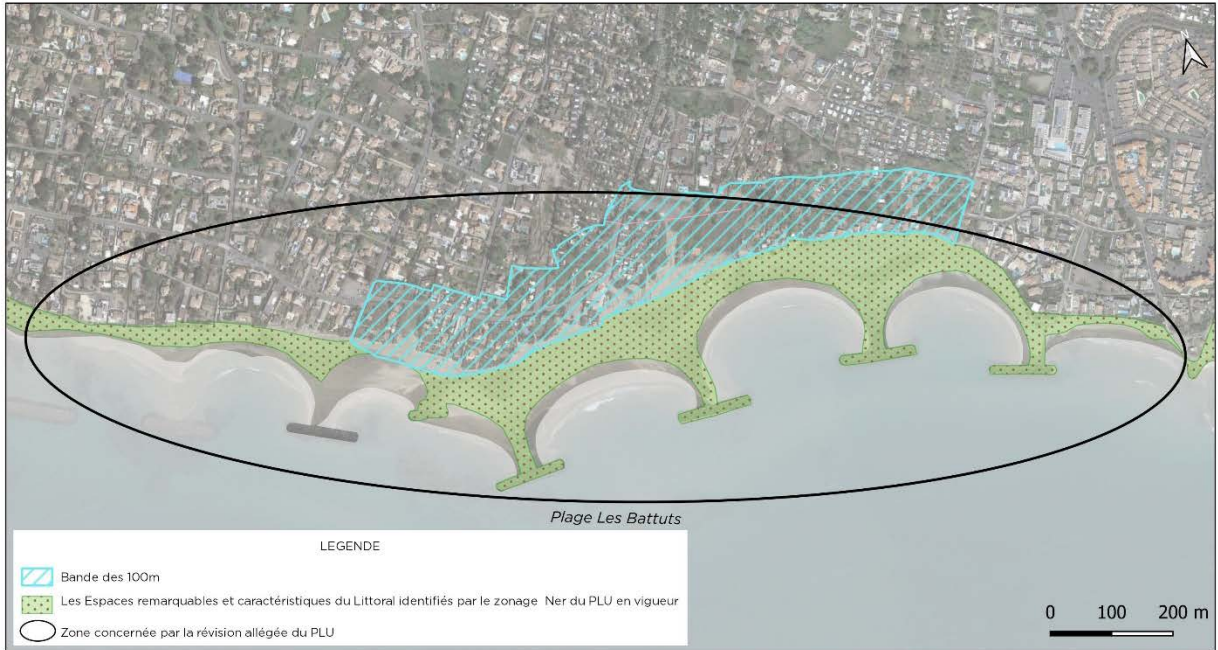 Plage Les Battuts
LEGENDE
Bande des 100m
Les Espaces remarquables et caractéristiques du Littoral identifiés par le zonage Ner du PLU en vigueur
Zone concernée par la révision allégée du PLU
0 100 200 m